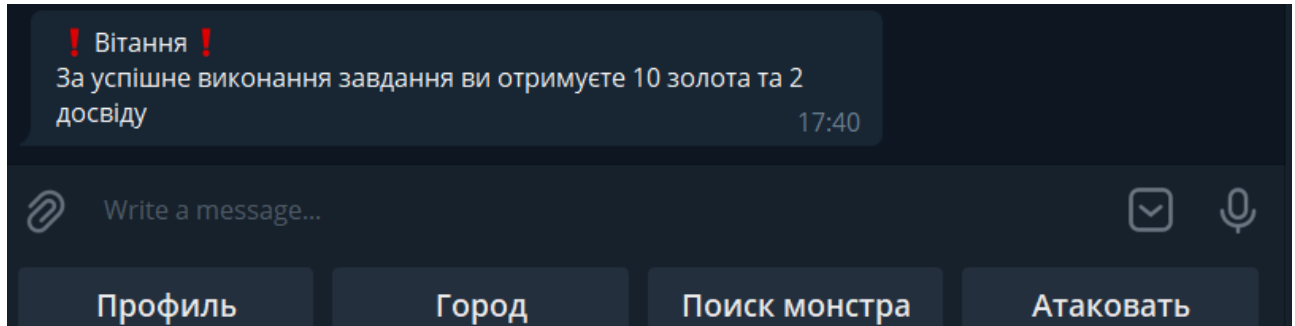 ❗ Вітання ❗
За успішне виконання завдання ви отримуєте 10 золота та 2
досвіду
17:40
Write a message...
Профиль Город Поиск монстра Атаковать